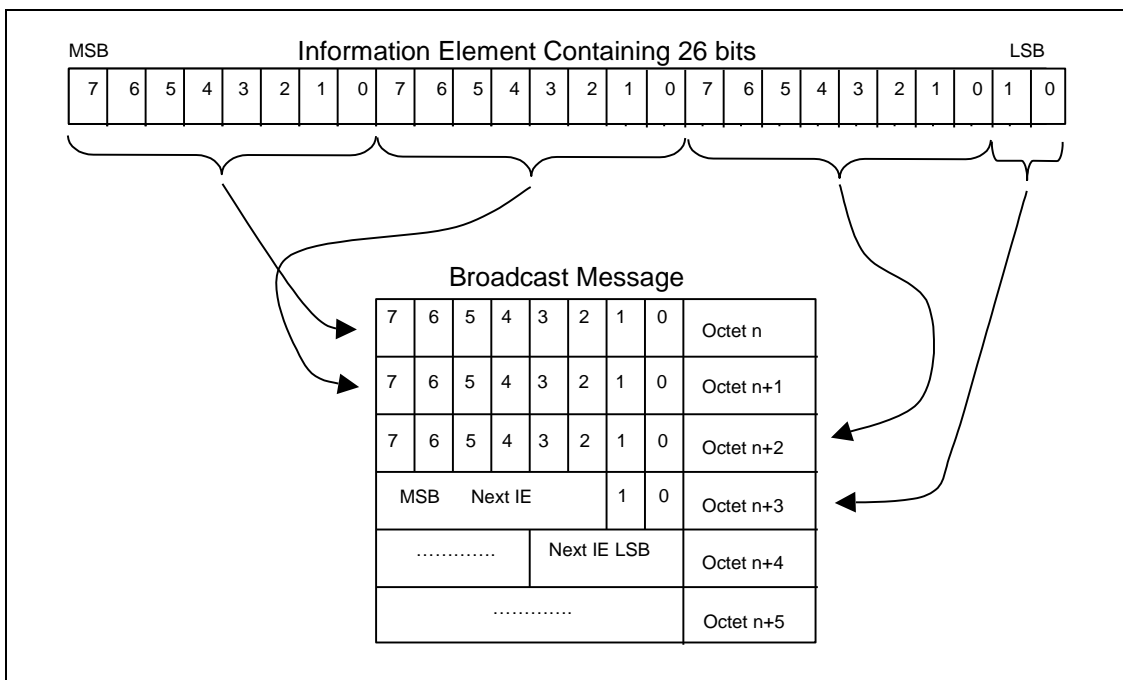 MSB Information Element Containing 26 bits LSB
7 6 5 4 3 2 1 0 7 6 5 4 3 2 1 0 7 6 5 4 3 2 1 0 1 0
Broadcast Message
7 6 5 4 3 2 1 0 Octet n
7 6 5 4 3 2 1 0 Octet n+1
7 6 5 4 3 2 1 0 Octet n+2
MSB Next IE 1 0 Octet n+3
............. Next IE LSB Octet n+4
............. Octet n+5